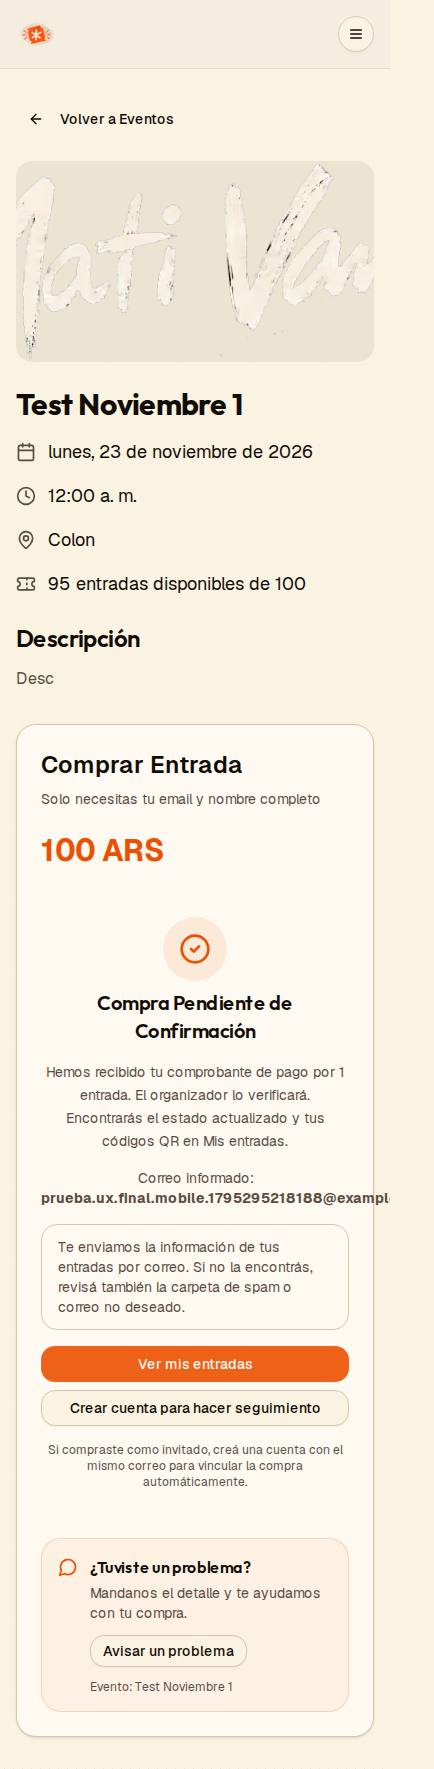 Mati Van
Volver a Eventos
Test Noviembre 1
lunes, 23 de noviembre de 2026
12:00 a. m.
Colon
95 entradas disponibles de 100
Descripción
Desc
Comprar Entrada
Solo necesitas tu email y nombre completo
100 ARS
Compra Pendiente de
Confirmación
Hemos recibido tu comprobante de pago por 1
entrada. El organizador lo verificará.
Encontrarás el estado actualizado y tus
códigos QR en Mis entradas.
Correo informado:
prueba.ux.final.mobile.1795295218188@exampl
Te enviamos la información de tus
entradas por correo. Si no la encontrás,
revisá también la carpeta de spam o
correo no deseado.
Ver mis entradas
Crear cuenta para hacer seguimiento
Si compraste como invitado, creá una cuenta con el
mismo correo para vincular la compra
automáticamente.
¿Tuviste un problema?
Mandanos el detalle y te ayudamos
con tu compra.
Avisar un problema
Evento: Test Noviembre 1